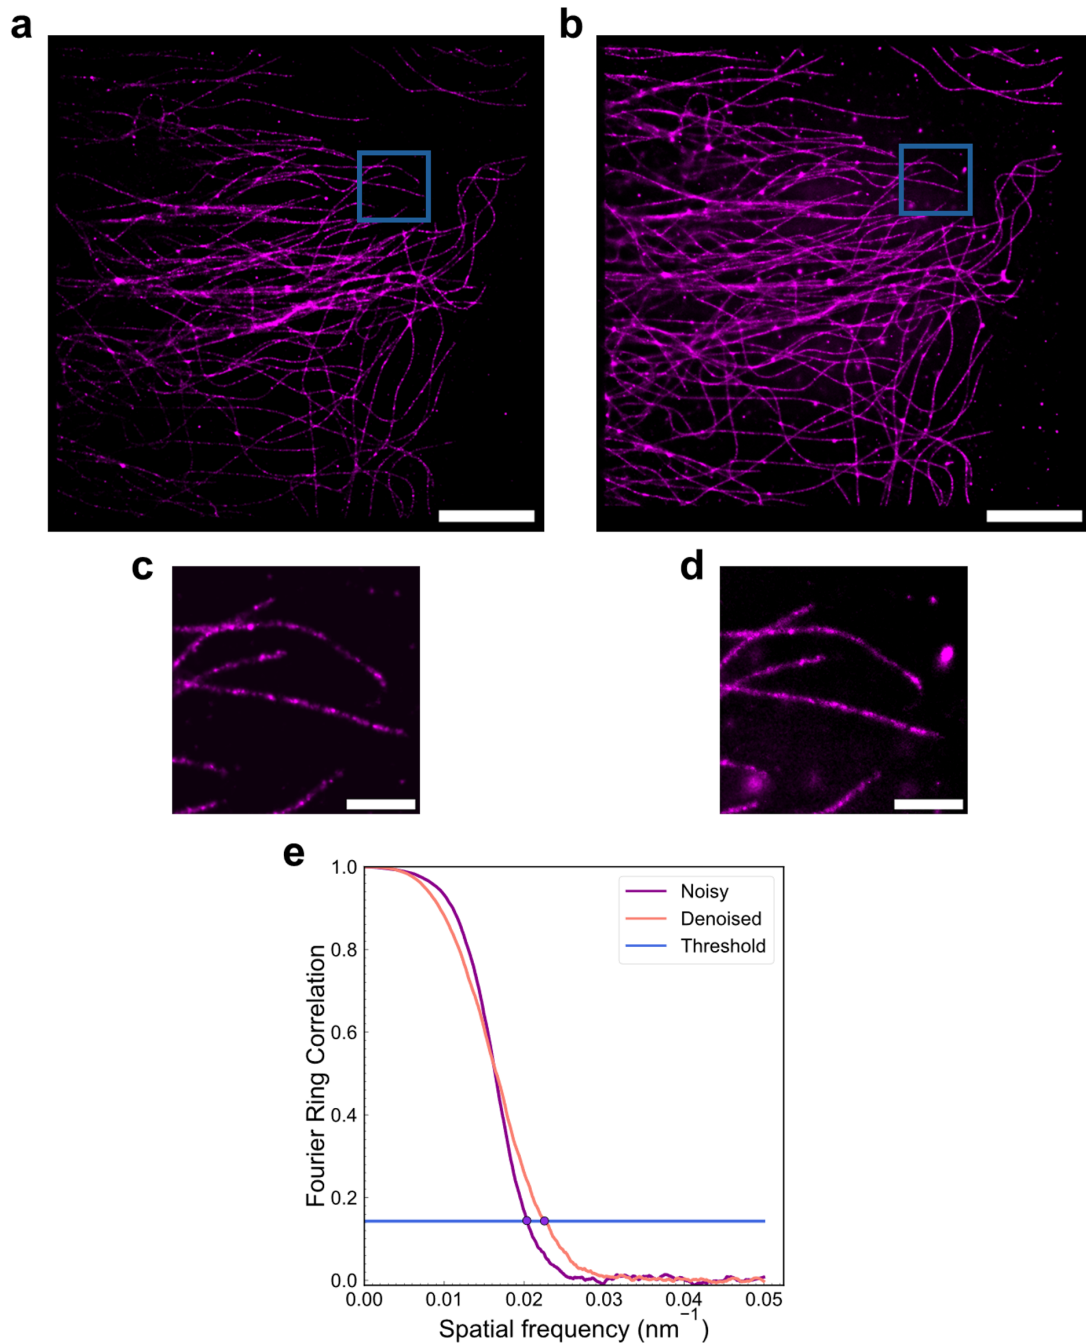 a
b
c
d
e
1.0
0.8
0.6
0.4
0.2
0.0
Fourier Ring Correlation
Noisy
Denoised
Threshold
0.00 0.01 0.02 0.03 0.04 0.05
Spatial frequency (nm⁻¹)